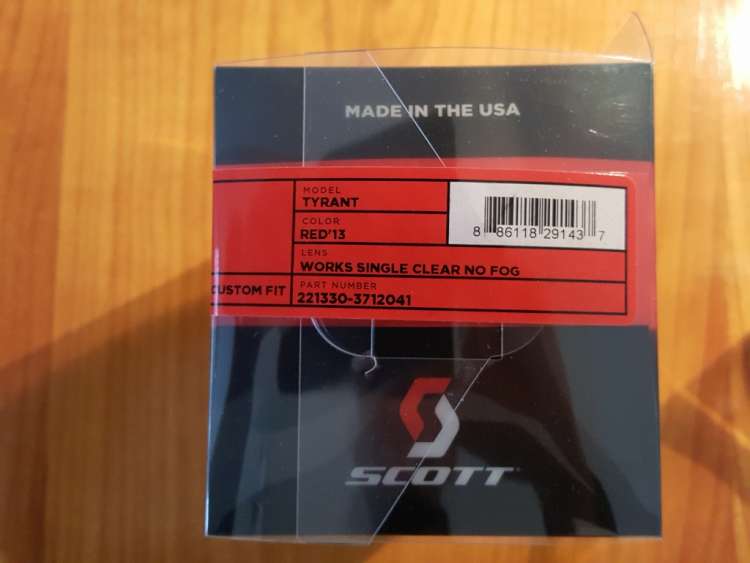 MADE IN THE USA
MODEL
TYRANT
COLOR
RED'13
8 86118 29143 7
LENS
WORKS SINGLE CLEAR NO FOG
CUSTOM FIT
PART NUMBER
221330-3712041
SCOTT